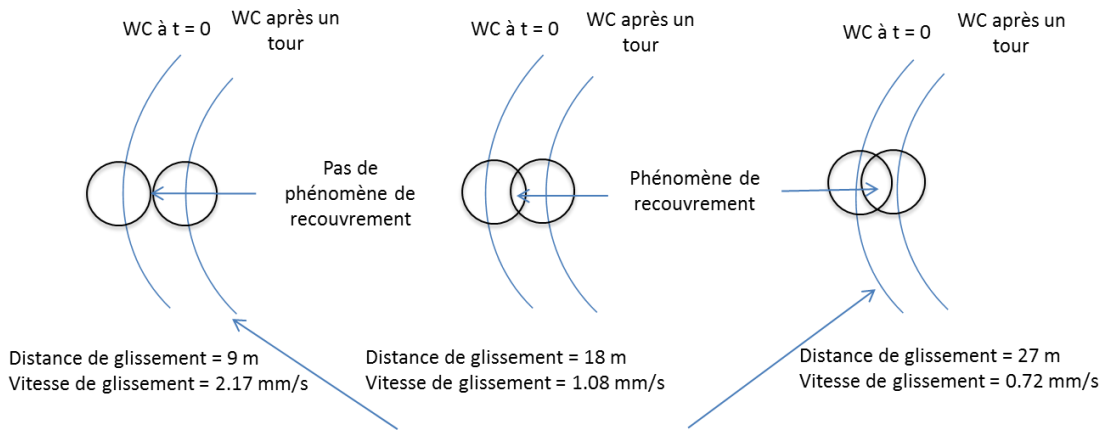 WC à t = 0
WC après un
tour
WC à t = 0
WC après un
tour
WC à t = 0
WC après un
tour
Pas de
phénomène de
recouvrement
Phénomène de
recouvrement
Distance de glissement = 9 m
Vitesse de glissement = 2.17 mm/s
Distance de glissement = 18 m
Vitesse de glissement = 1.08 mm/s
Distance de glissement = 27 m
Vitesse de glissement = 0.72 mm/s